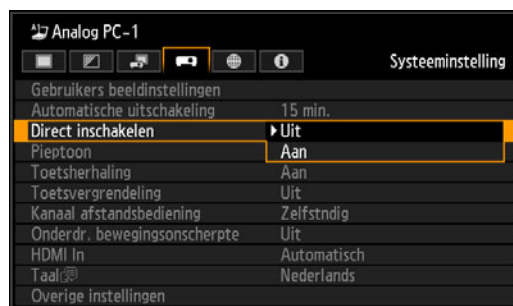 Analog PC-1
Systeeminstelling
Gebruikers beeldinstellingen
Automatische uitschakeling 15 min.
Direct inschakelen Uit
Pieptoon Aan
Toetsherhaling Aan
Toetsvergrendeling Uit
Kanaal afstandsbediening Zelfstndig
Onderdr. bewegingsonscherpte Uit
HDMI In Automatisch
Taal Nederlands
Overige instellingen